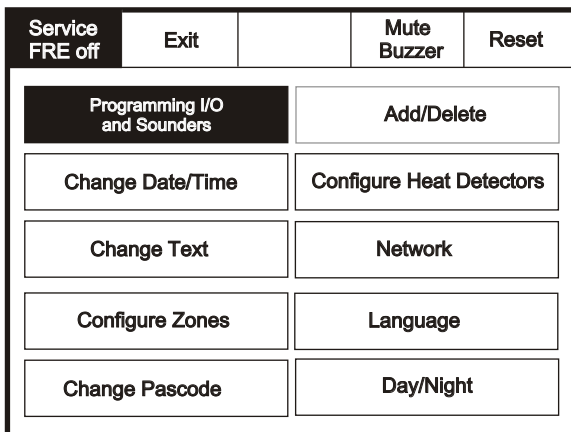 Service
FRE off
Exit
Mute
Buzzer
Reset
Programming I/O
and Sounders
Add/Delete
Change Date/Time
Configure Heat Detectors
Change Text
Network
Configure Zones
Language
Change Pascode
Day/Night